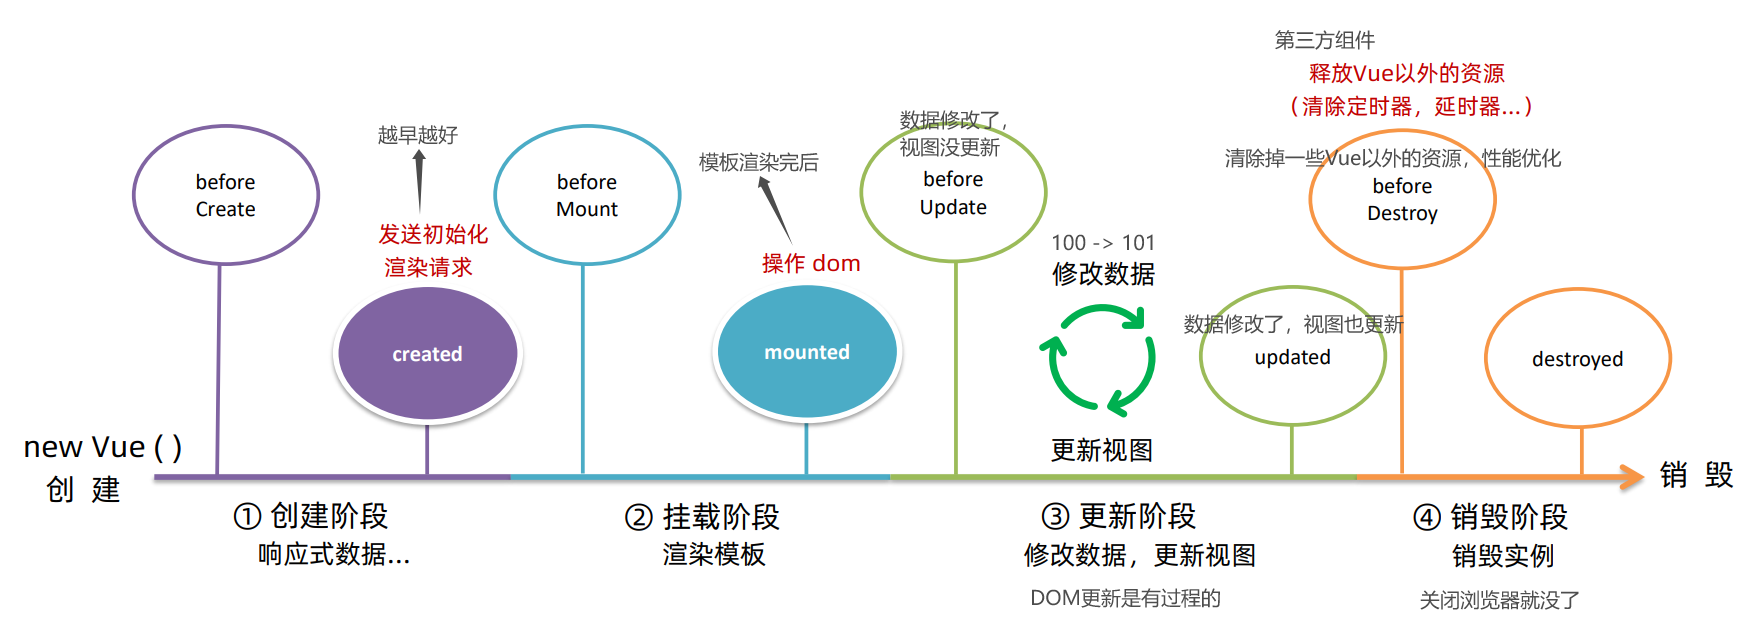 第三方组件
释放Vue以外的资源
（清除定时器，延时器...）
越早越好
数据修改了，
视图没更新
模板渲染完后
清除掉一些Vue以外的资源，性能优化
before
Create
before
Mount
before
Update
before
Destroy
发送初始化
渲染请求
操作 dom
100 -> 101
修改数据
数据修改了，视图也更新
created
mounted
updated
destroyed
更新视图
new Vue ( )
创 建
销 毁
① 创建阶段
响应式数据...
② 挂载阶段
渲染模板
③ 更新阶段
修改数据，更新视图
DOM更新是有过程的
④ 销毁阶段
销毁实例
关闭浏览器就没了